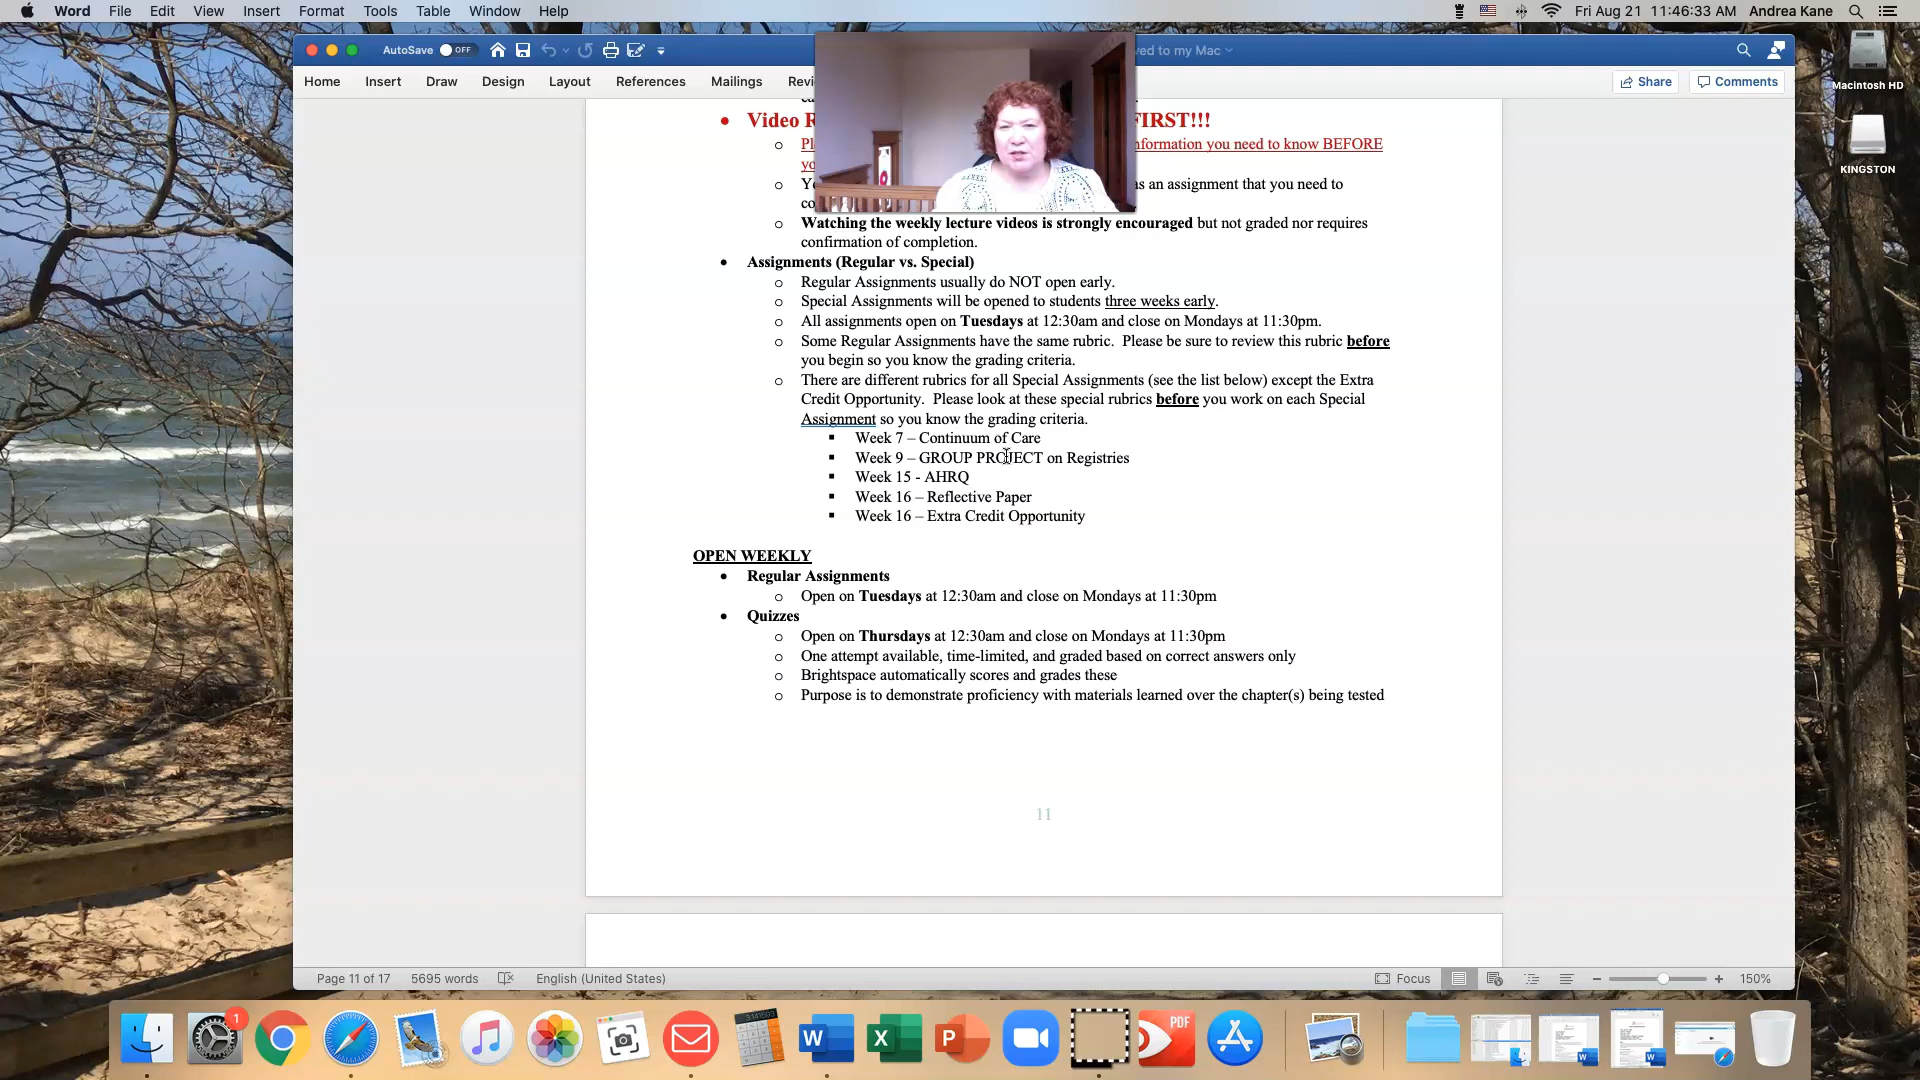 Word File Edit View Insert Format Tools Table Window Help Fri Aug 21 11:46:33 AM Andrea Kane
AutoSave OFF ved to my Mac
Home Insert Draw Design Layout References Mailings Revi Share Comments
Macintosh HD
KINGSTON
Video R FIRST!!!
Pl nformation you need to know BEFORE
yo
Yo as an assignment that you need to
co
Watching the weekly lecture videos is strongly encouraged but not graded nor requires
confirmation of completion.
Assignments (Regular vs. Special)
Regular Assignments usually do NOT open early.
Special Assignments will be opened to students three weeks early.
All assignments open on Tuesdays at 12:30am and close on Mondays at 11:30pm.
Some Regular Assignments have the same rubric. Please be sure to review this rubric before
you begin so you know the grading criteria.
There are different rubrics for all Special Assignments (see the list below) except the Extra
Credit Opportunity. Please look at these special rubrics before you work on each Special
Assignment so you know the grading criteria.
Week 7 – Continuum of Care
Week 9 – GROUP PROJECT on Registries
Week 15 - AHRQ
Week 16 – Reflective Paper
Week 16 – Extra Credit Opportunity
OPEN WEEKLY
Regular Assignments
Open on Tuesdays at 12:30am and close on Mondays at 11:30pm
Quizzes
Open on Thursdays at 12:30am and close on Mondays at 11:30pm
One attempt available, time-limited, and graded based on correct answers only
Brightspace automatically scores and grades these
Purpose is to demonstrate proficiency with materials learned over the chapter(s) being tested
11
Page 11 of 17 5695 words English (United States) Focus 150%
1
W X P PDF